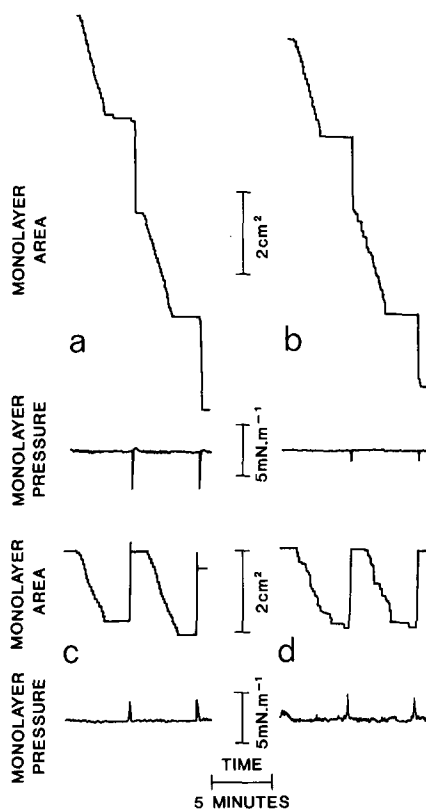 MONOLAYER
AREA
2cm²
a
b
MONOLAYER
PRESSURE
5mN.m⁻¹
MONOLAYER
AREA
2cm²
c
d
MONOLAYER
PRESSURE
5mN.m⁻¹
TIME
5 MINUTES